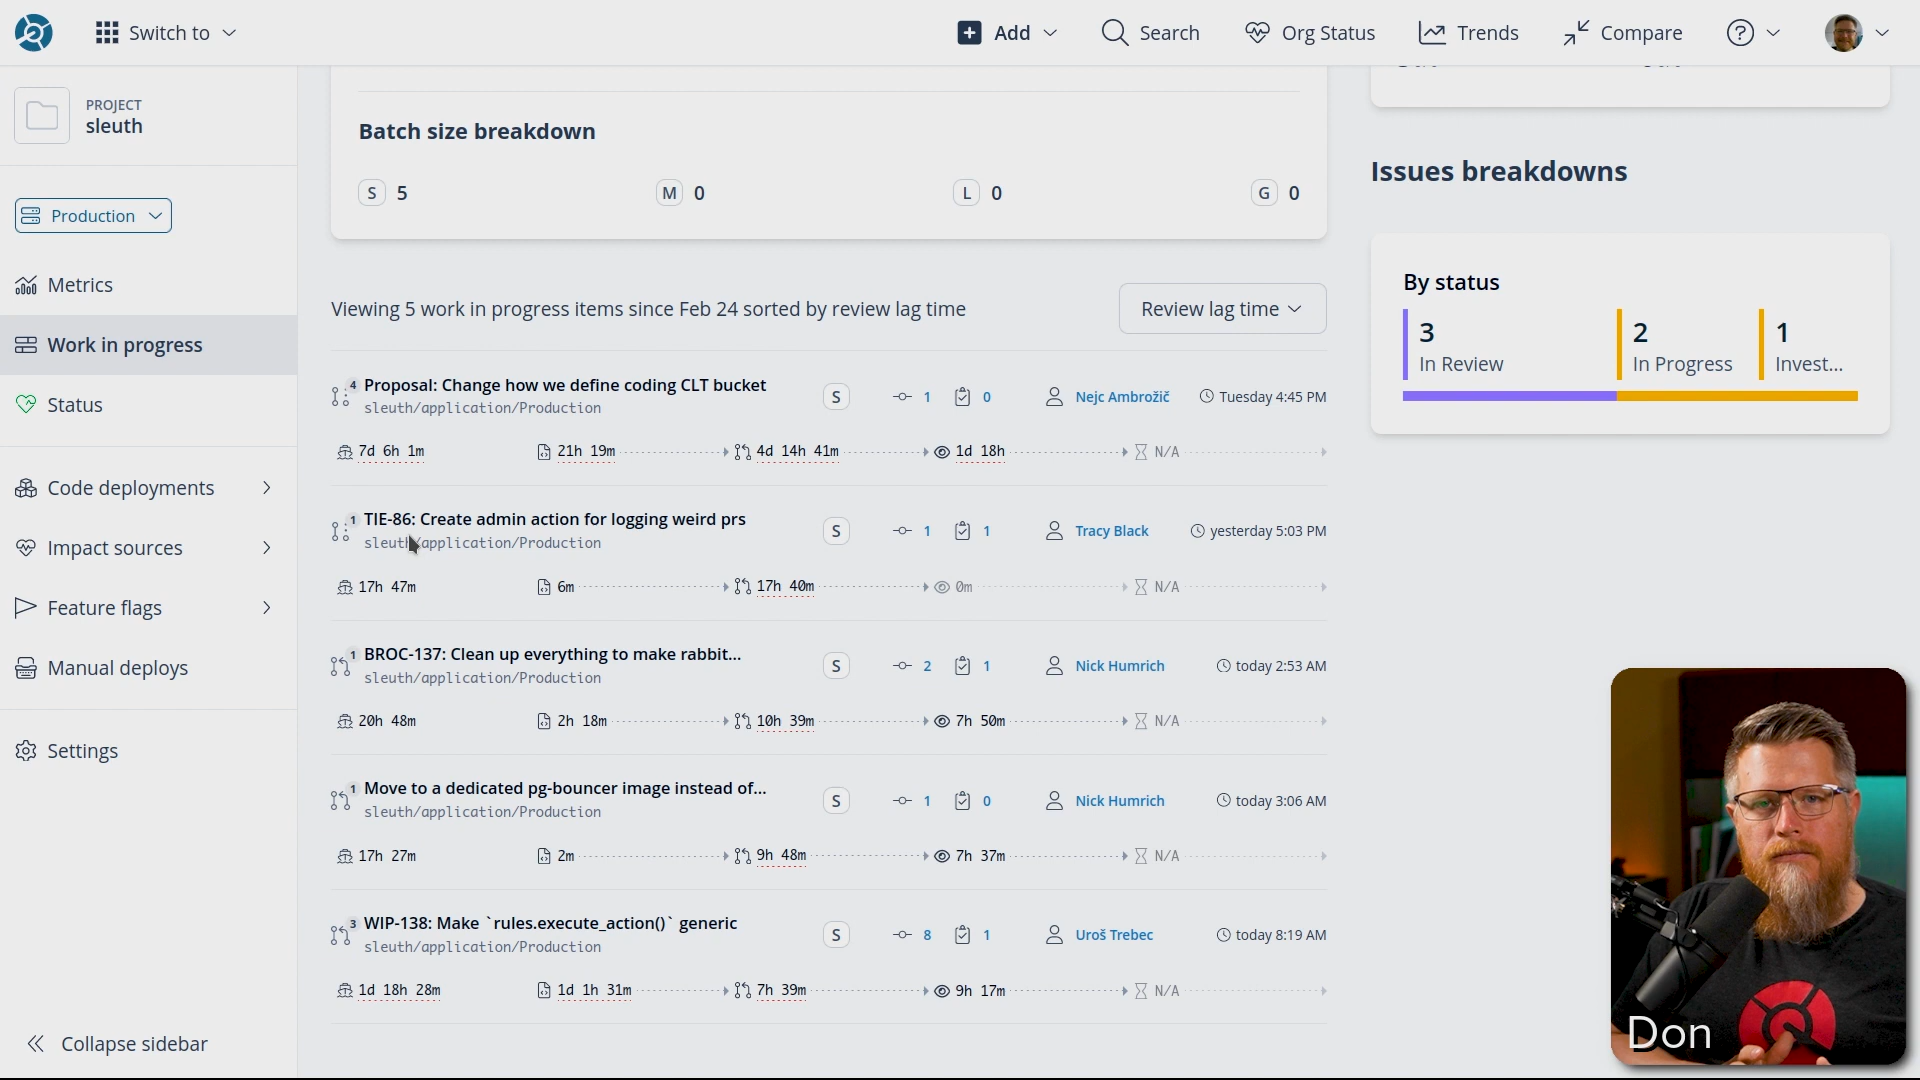 Switch to
Add
Search
Org Status
Trends
Compare
PROJECT
sleuth
Production
Metrics
Work in progress
Status
Code deployments
Impact sources
Feature flags
Manual deploys
Settings
Collapse sidebar
Batch size breakdown
S 5
M 0
L 0
G 0
Viewing 5 work in progress items since Feb 24 sorted by review lag time
Review lag time
4 Proposal: Change how we define coding CLT bucket
sleuth/application/Production
S 1 0 Nejc Ambrožič Tuesday 4:45 PM
7d 6h 1m 21h 19m 4d 14h 41m 1d 18h N/A
1 TIE-86: Create admin action for logging weird prs
sleuth/application/Production
S 1 1 Tracy Black yesterday 5:03 PM
17h 47m 6m 17h 40m 0m N/A
1 BROC-137: Clean up everything to make rabbit...
sleuth/application/Production
S 2 1 Nick Humrich today 2:53 AM
20h 48m 2h 18m 10h 39m 7h 50m N/A
1 Move to a dedicated pg-bouncer image instead of...
sleuth/application/Production
S 1 0 Nick Humrich today 3:06 AM
17h 27m 2m 9h 48m 7h 37m N/A
3 WIP-138: Make `rules.execute_action()` generic
sleuth/application/Production
S 8 1 Uroš Trebec today 8:19 AM
1d 18h 28m 1d 1h 31m 7h 39m 9h 17m N/A
Issues breakdowns
By status
3 2 1
In Review In Progress Invest...
Don